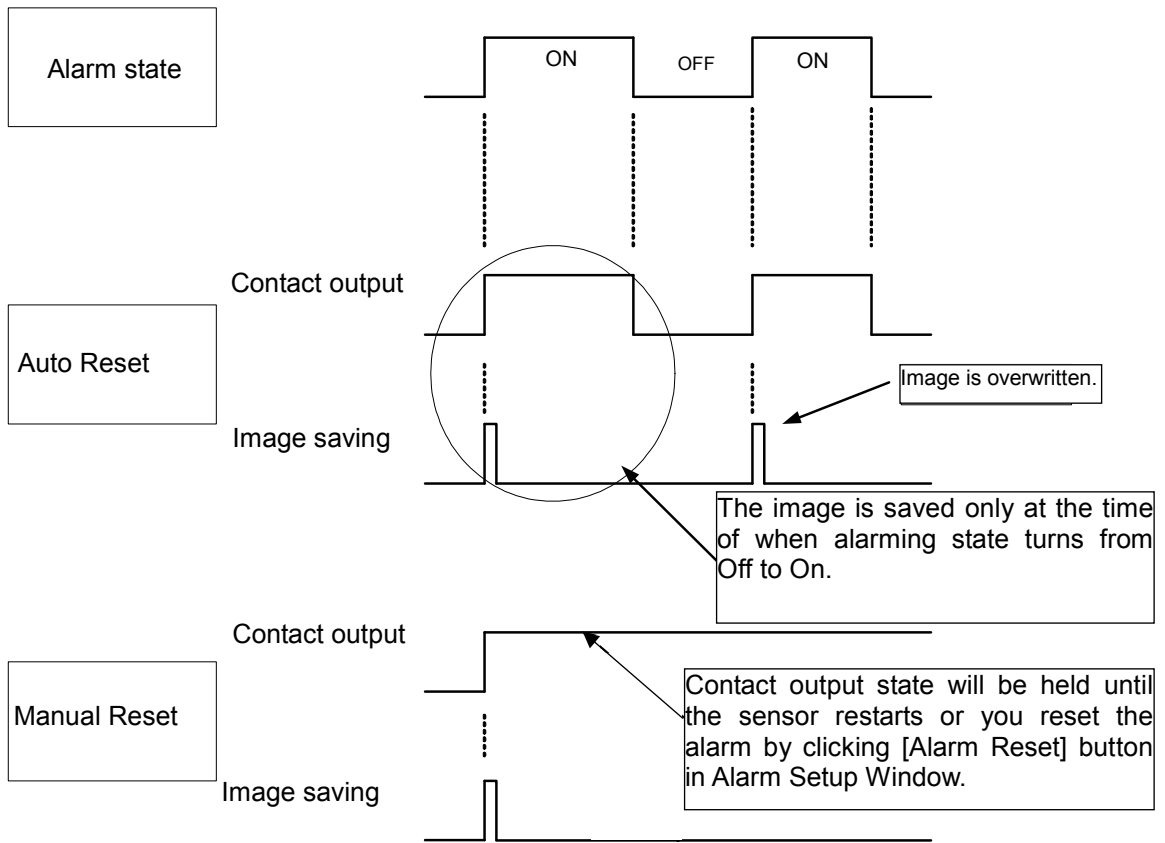 Alarm state
ON
OFF
ON
Contact output
Auto Reset
Image is overwritten.
Image saving
The image is saved only at the time
of when alarming state turns from
Off to On.
Contact output
Contact output state will be held until
the sensor restarts or you reset the
alarm by clicking [Alarm Reset] button
in Alarm Setup Window.
Manual Reset
Image saving